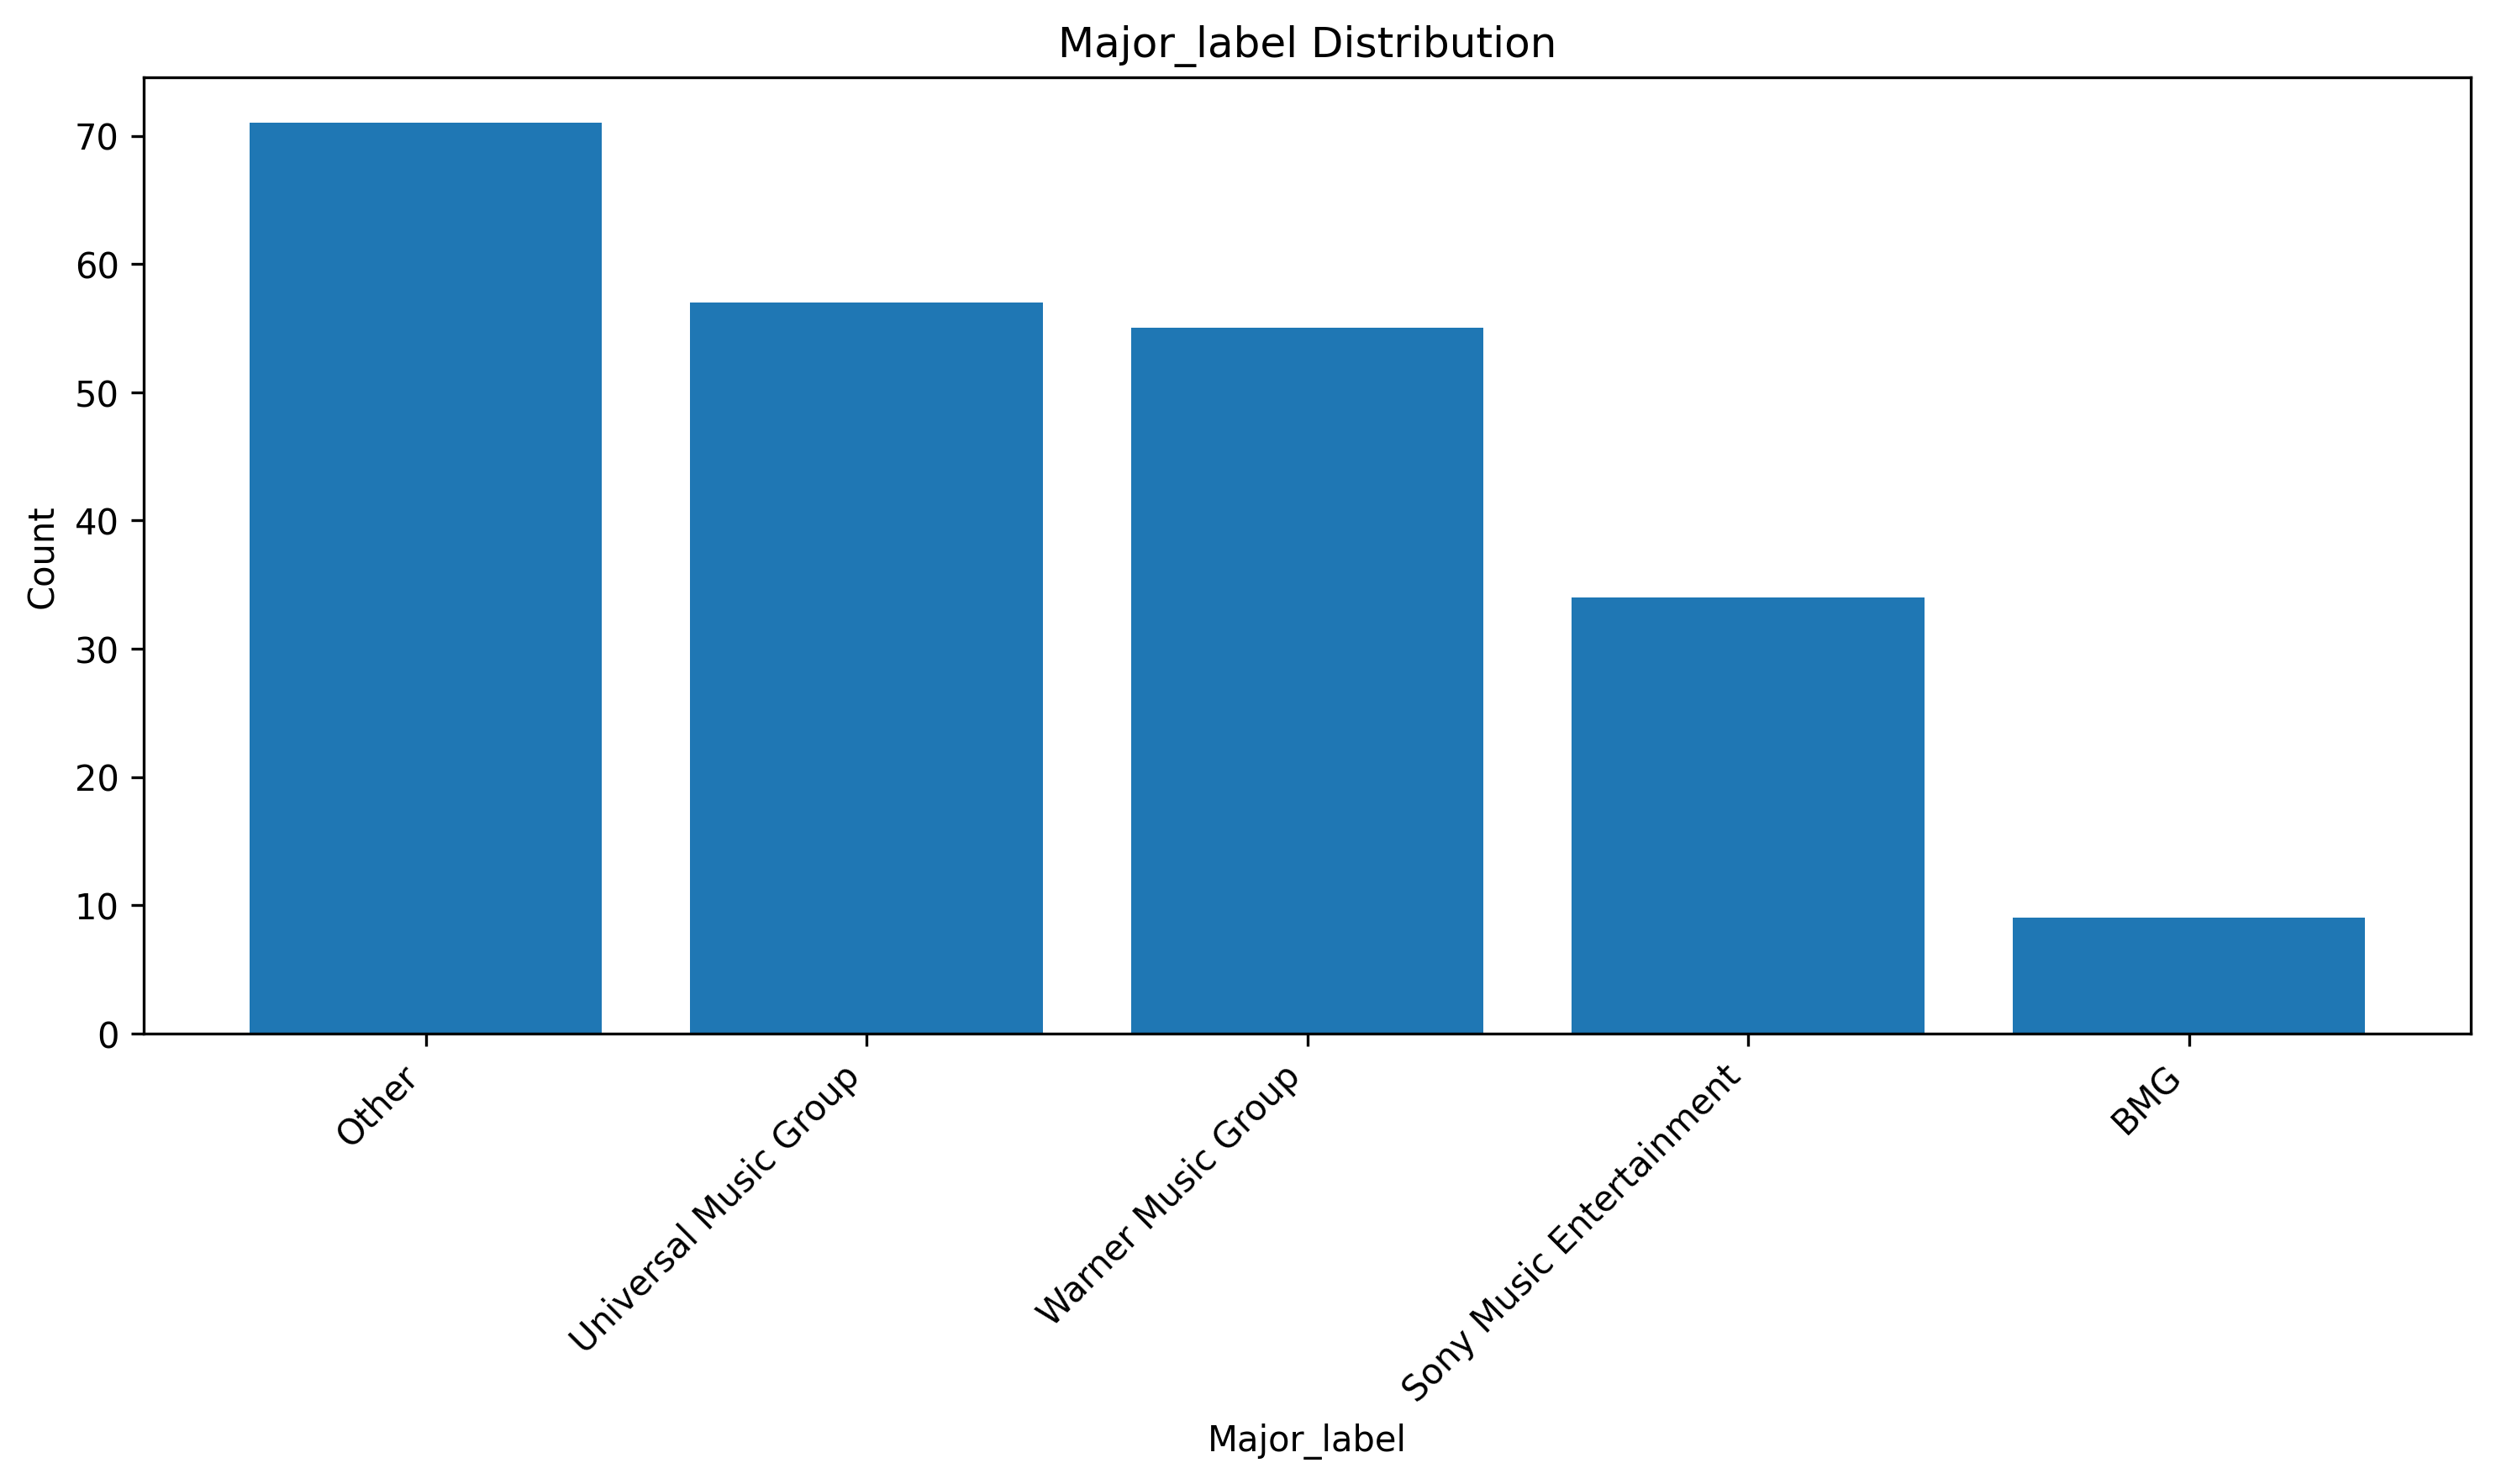 Major_label Distribution
Count
70
60
50
40
30
20
10
0
Other
Universal Music Group
Warner Music Group
Sony Music Entertainment
BMG
Major_label